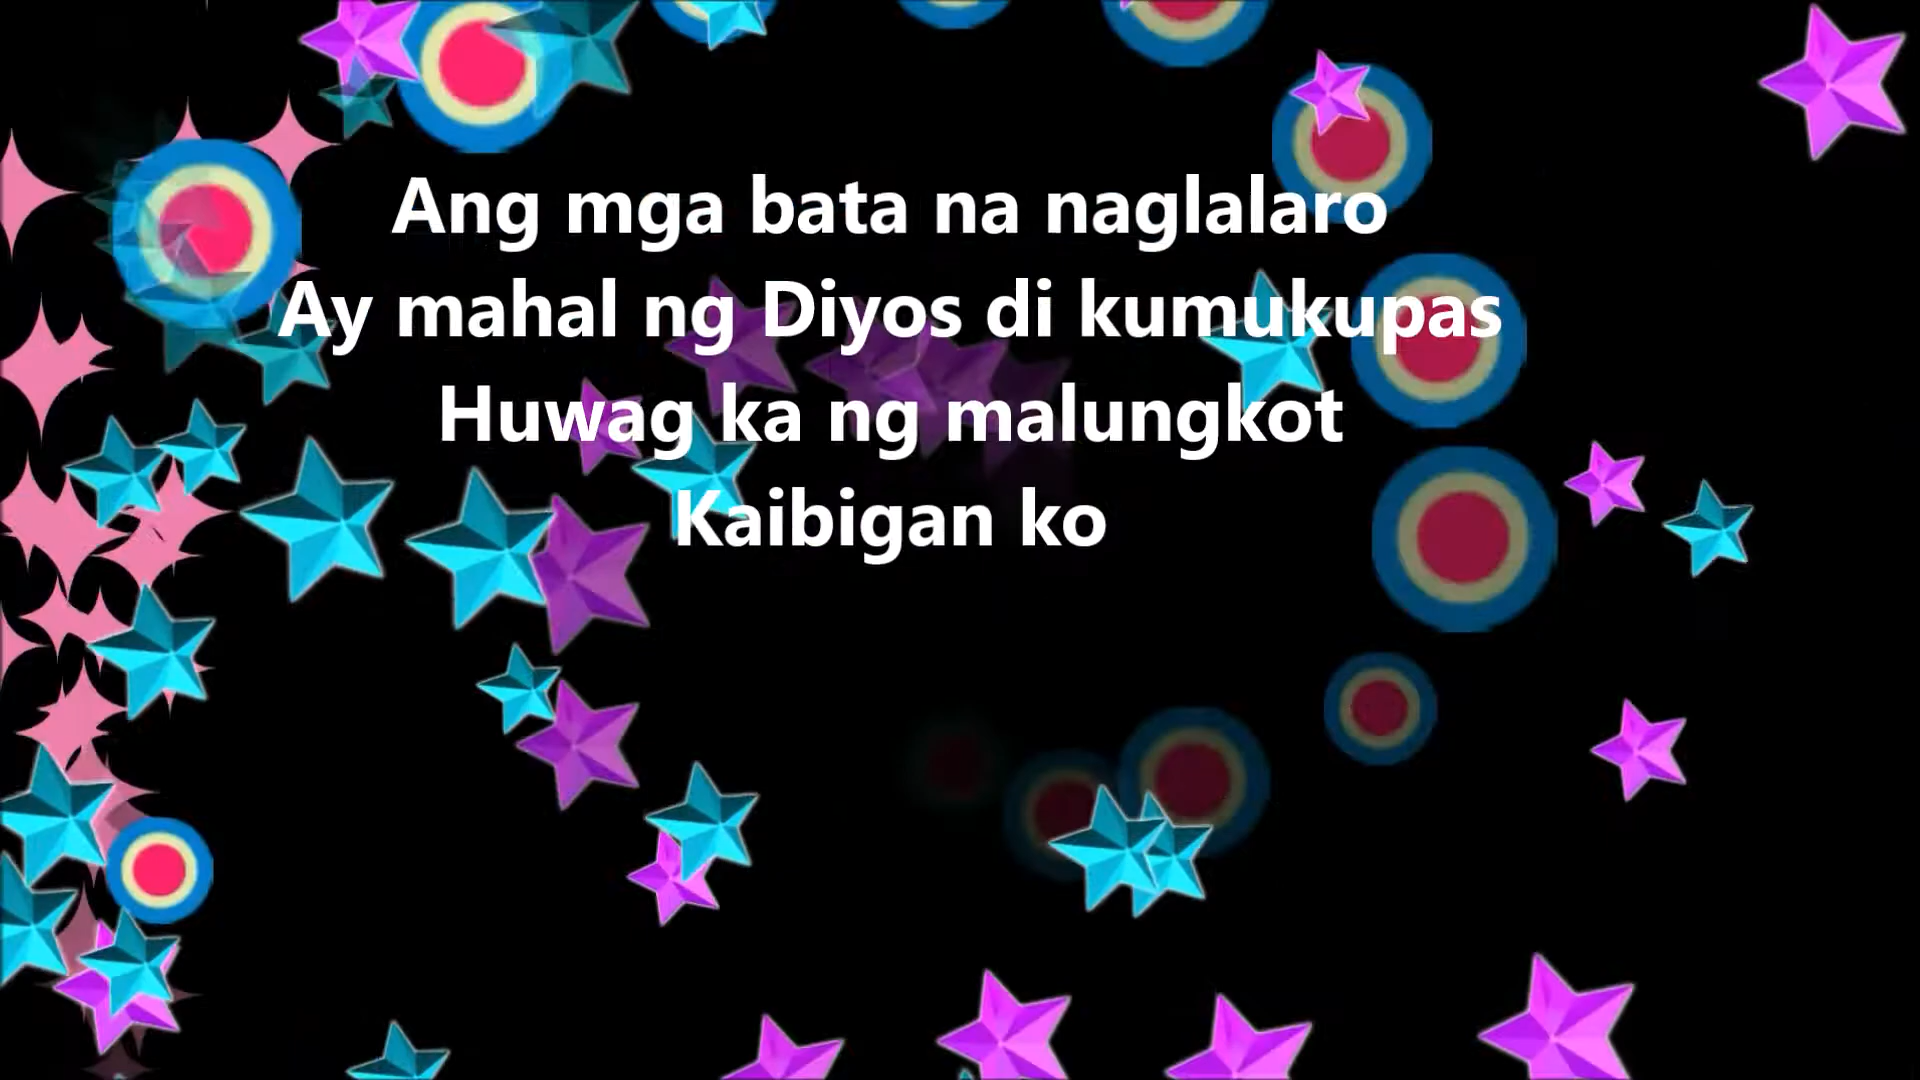 Ang mga bata na naglalaro
Ay mahal ng Diyos di kumukupas
Huwag ka ng malungkot
Kaibigan ko